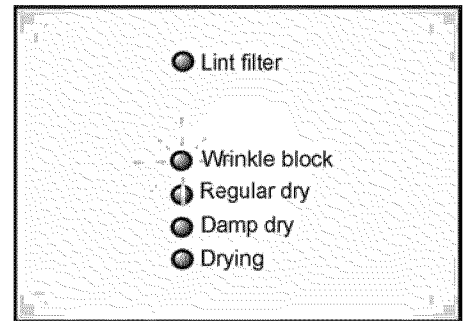 Lint filter
Wrinkle block
Regular dry
Damp dry
Drying